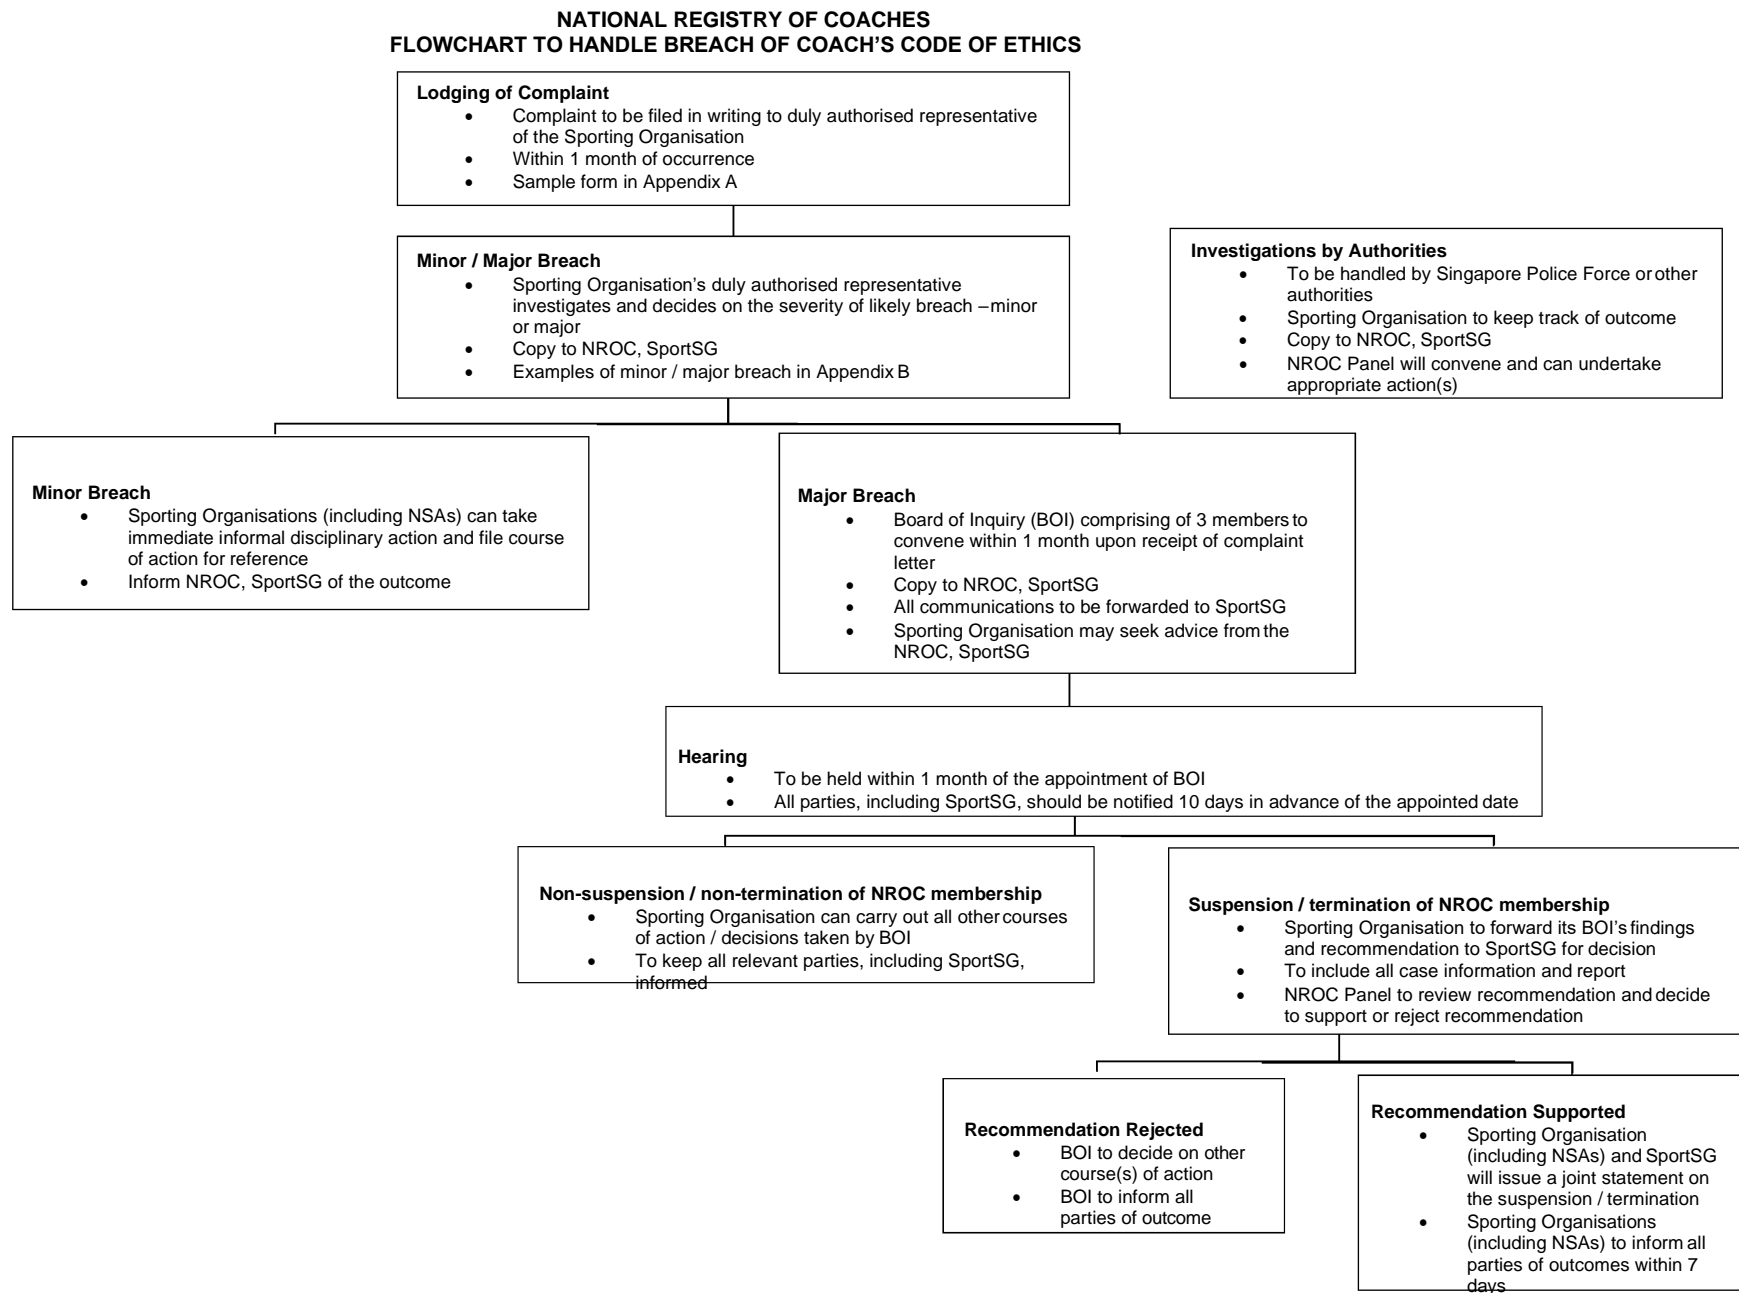 NATIONAL REGISTRY OF COACHES
FLOWCHART TO HANDLE BREACH OF COACH'S CODE OF ETHICS
Lodging of Complaint
• Complaint to be filed in writing to duly authorised representative
of the Sporting Organisation
• Within 1 month of occurrence
• Sample form in Appendix A
Minor / Major Breach
• Sporting Organisation's duly authorised representative
investigates and decides on the severity of likely breach – minor
or major
• Copy to NROC, SportSG
• Examples of minor / major breach in Appendix B
Investigations by Authorities
• To be handled by Singapore Police Force or other
authorities
• Sporting Organisation to keep track of outcome
• Copy to NROC, SportSG
• NROC Panel will convene and can undertake
appropriate action(s)
Minor Breach
• Sporting Organisations (including NSAs) can take
immediate informal disciplinary action and file course
of action for reference
• Inform NROC, SportSG of the outcome
Major Breach
• Board of Inquiry (BOI) comprising of 3 members to
convene within 1 month upon receipt of complaint
letter
• Copy to NROC, SportSG
• All communications to be forwarded to SportSG
• Sporting Organisation may seek advice from the
NROC, SportSG
Hearing
• To be held within 1 month of the appointment of BOI
• All parties, including SportSG, should be notified 10 days in advance of the appointed date
Non-suspension / non-termination of NROC membership
• Sporting Organisation can carry out all other courses
of action / decisions taken by BOI
• To keep all relevant parties, including SportSG,
informed
Suspension / termination of NROC membership
• Sporting Organisation to forward its BOI's findings
and recommendation to SportSG for decision
• To include all case information and report
• NROC Panel to review recommendation and decide
to support or reject recommendation
Recommendation Rejected
• BOI to decide on other
course(s) of action
• BOI to inform all
parties of outcome
Recommendation Supported
• Sporting Organisation
(including NSAs) and SportSG
will issue a joint statement on
the suspension / termination
• Sporting Organisations
(including NSAs) to inform all
parties of outcomes within 7
days